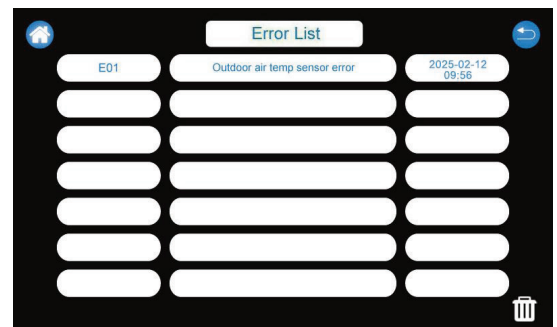 Error List
E01
Outdoor air temp sensor error
2025-02-12
09:56